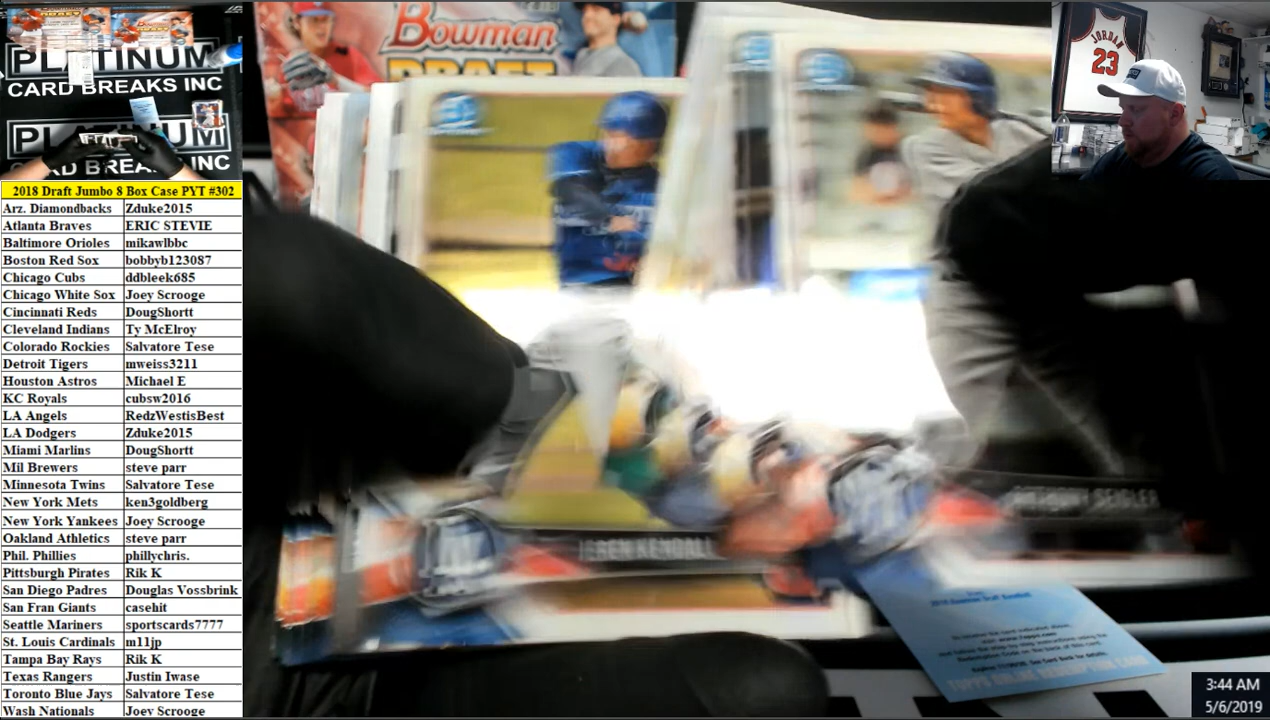 PLATINUM
CARD BREAKS INC
PLATINUM
CARD BREAKS INC
2018 Draft Jumbo 8 Box Case PYT #302
Arz. Diamondbacks Zduke2015
Atlanta Braves ERIC STEVIE
Baltimore Orioles mikawlbbc
Boston Red Sox bobbyb123087
Chicago Cubs ddbleek685
Chicago White Sox Joey Scrooge
Cincinnati Reds DougShortt
Cleveland Indians Ty McElroy
Colorado Rockies Salvatore Tese
Detroit Tigers mweiss3211
Houston Astros Michael E
KC Royals cubsw2016
LA Angels RedzWestisBest
LA Dodgers Zduke2015
Miami Marlins DougShortt
Mil Brewers steve parr
Minnesota Twins Salvatore Tese
New York Mets ken3goldberg
New York Yankees Joey Scrooge
Oakland Athletics steve parr
Phil. Phillies phillychris.
Pittsburgh Pirates Rik K
San Diego Padres Douglas Vossbrink
San Fran Giants casehit
Seattle Mariners sportscards7777
St. Louis Cardinals m11jp
Tampa Bay Rays Rik K
Texas Rangers Justin Iwase
Toronto Blue Jays Salvatore Tese
Wash Nationals Joey Scrooge
Bowman
DRAFT
KENDALL
ANTHONY SEIGLER
JORDAN
23
3:44 AM
5/6/2019